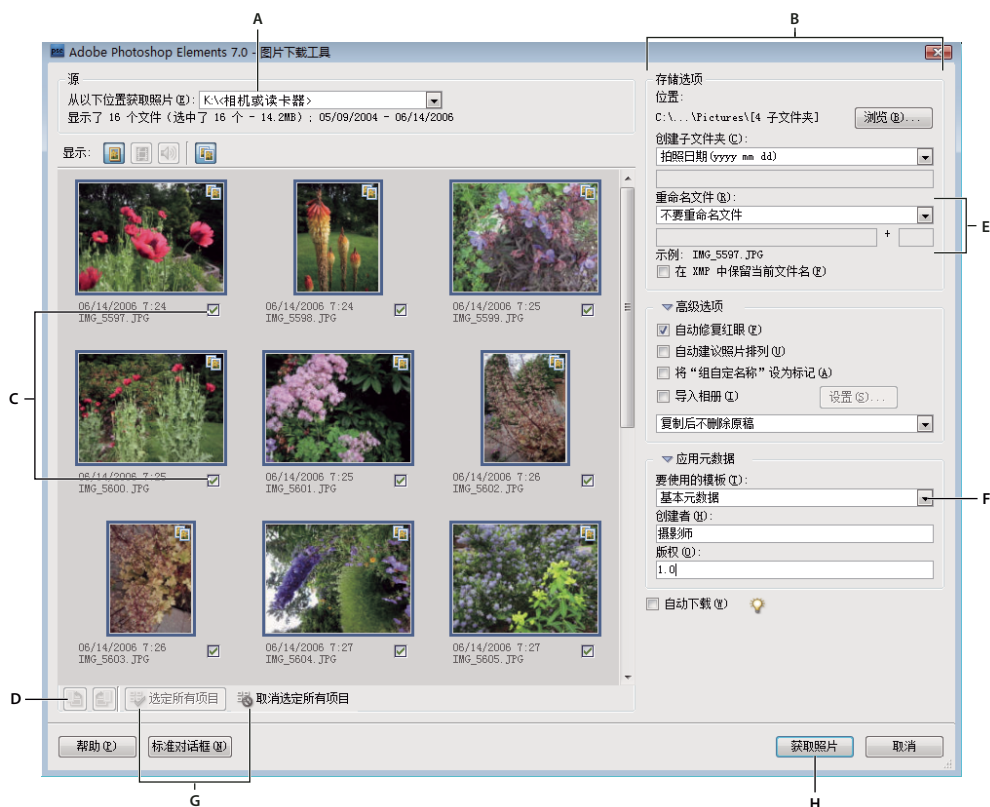 A
B
Adobe Photoshop Elements 7.0 - 图片下载工具
源
从以下位置获取照片(E): K:\<相机或读卡器>
显示了 16 个文件 (选中了 16 个 - 14.2MB) ; 05/09/2004 - 06/14/2006
显示:
06/14/2006 7:24
IMG_5597.JPG
06/14/2006 7:24
IMG_5598.JPG
06/14/2006 7:25
IMG_5599.JPG
C
06/14/2006 7:25
IMG_5600.JPG
06/14/2006 7:25
IMG_5601.JPG
06/14/2006 7:26
IMG_5602.JPG
06/14/2006 7:26
IMG_5603.JPG
06/14/2006 7:27
IMG_5604.JPG
06/14/2006 7:27
IMG_5605.JPG
D
选定所有项目
取消选定所有项目
存储选项
位置:
C:\...\Pictures\[4 子文件夹]
浏览(B)...
创建子文件夹(C):
拍照日期(yyyy mm dd)
重命名文件(R):
不要重命名文件
E
+
示例: IMG_5597.JPG
在 XMP 中保留当前文件名(P)
高级选项
自动修复红眼(F)
自动建议照片排列(U)
将“组自定名称”设为标记(A)
导入相册(I)
设置(S)...
复制后不删除原稿
应用元数据
要使用的模板(T):
基本元数据
F
创建者(H):
摄影师
版权(O):
1.0
自动下载(W)
帮助(P)
标准对话框(N)
获取照片
取消
G
H